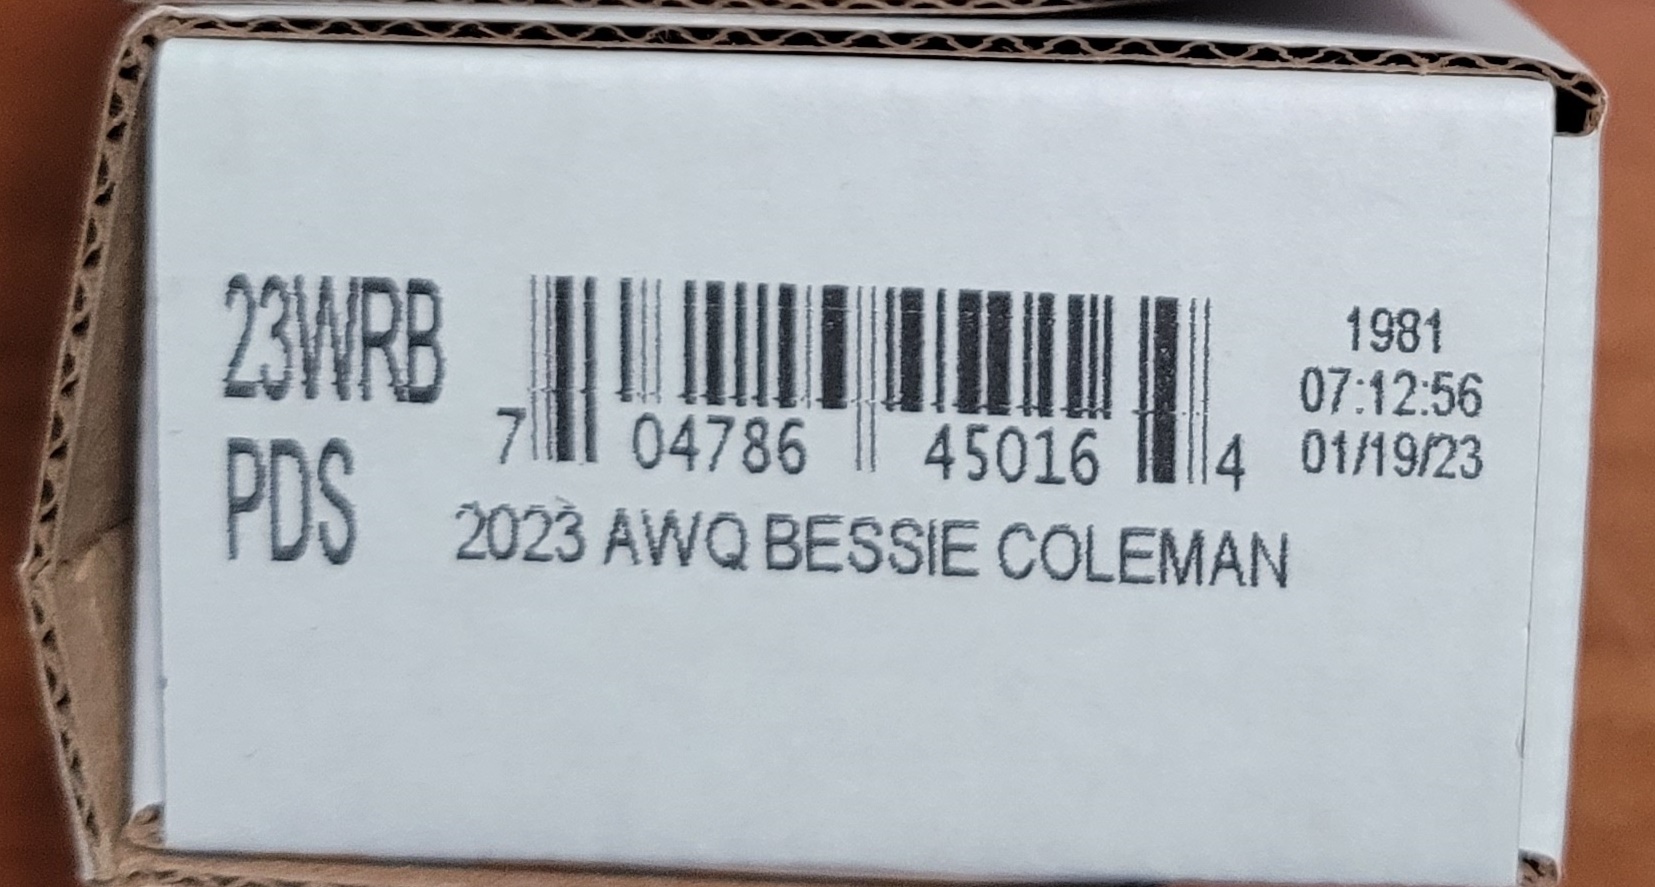 23WRB
PDS
7 04786 45016 4
1981
07:12:56
01/19/23
2023 AWQ BESSIE COLEMAN